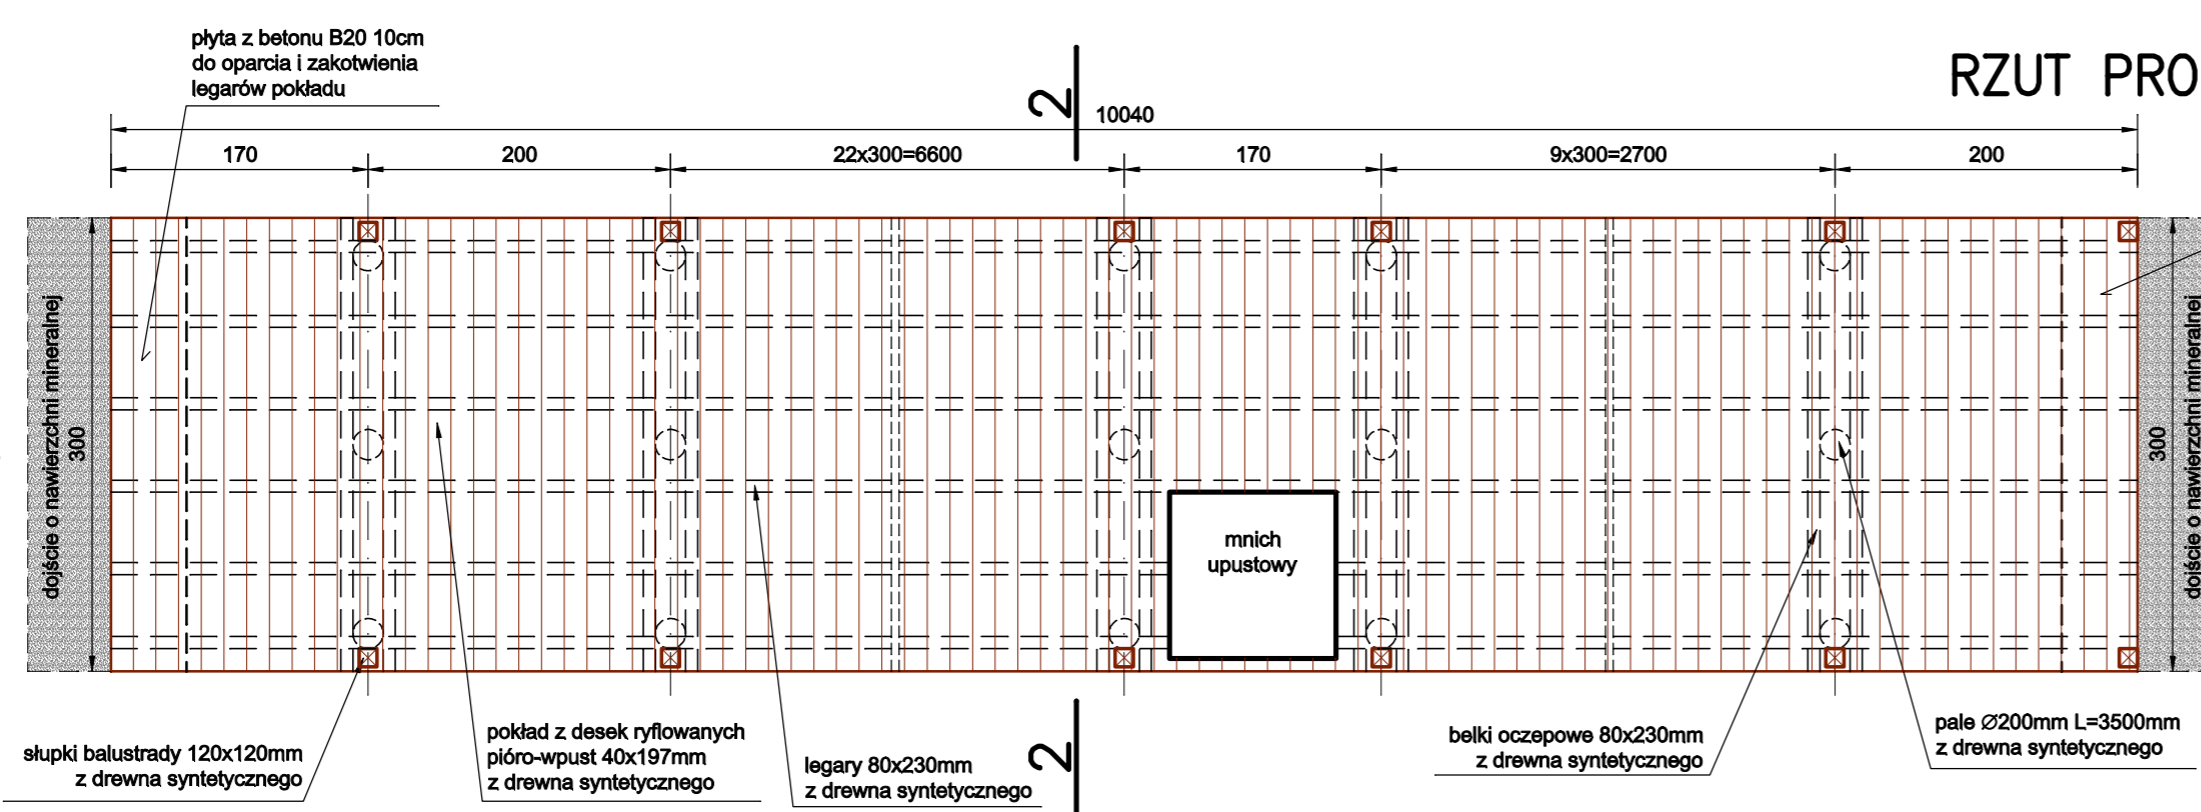 płyta z betonu B20 10cm
do oparcia i zakotwienia
legarów pokładu
2
RZUT PRO
10040
170
200
22x300=6600
170
9x300=2700
200
dojście o nawierzchni mineralnej
300
mnich
upustowy
300
dojście o nawierzchni mineralnej
słupki balustrady 120x120mm
z drewna syntetycznego
pokład z desek ryflowanych
pióro-wpust 40x197mm
z drewna syntetycznego
legary 80x230mm
z drewna syntetycznego
2
belki oczepowe 80x230mm
z drewna syntetycznego
pale Ø200mm L=3500mm
z drewna syntetycznego